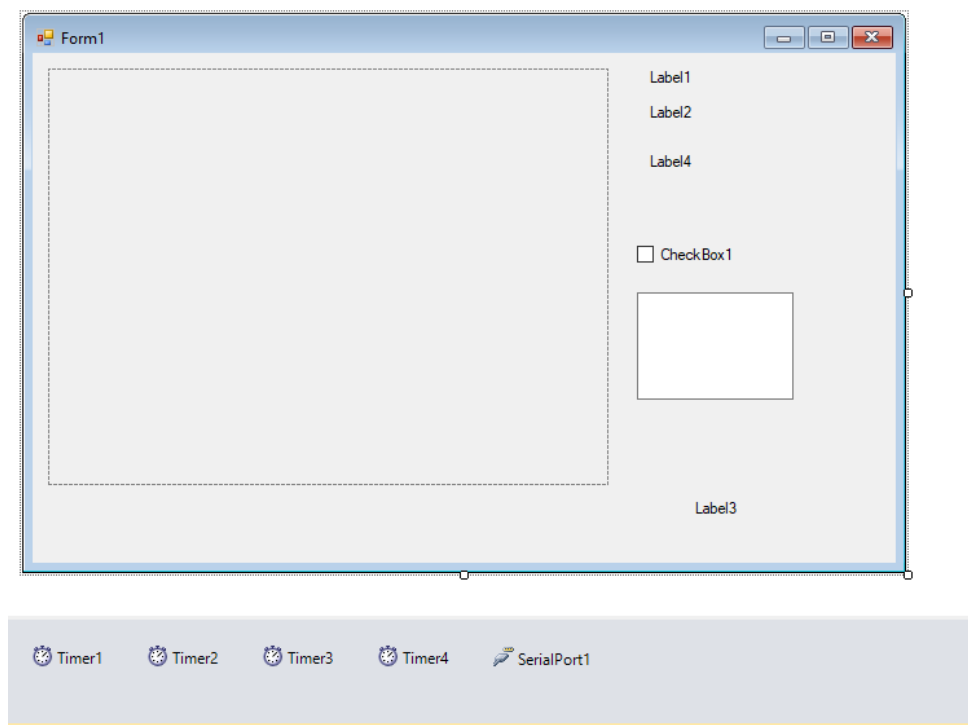 Form1
Label1
Label2
Label4
CheckBox1
Label3
Timer1 Timer2 Timer3 Timer4 SerialPort1